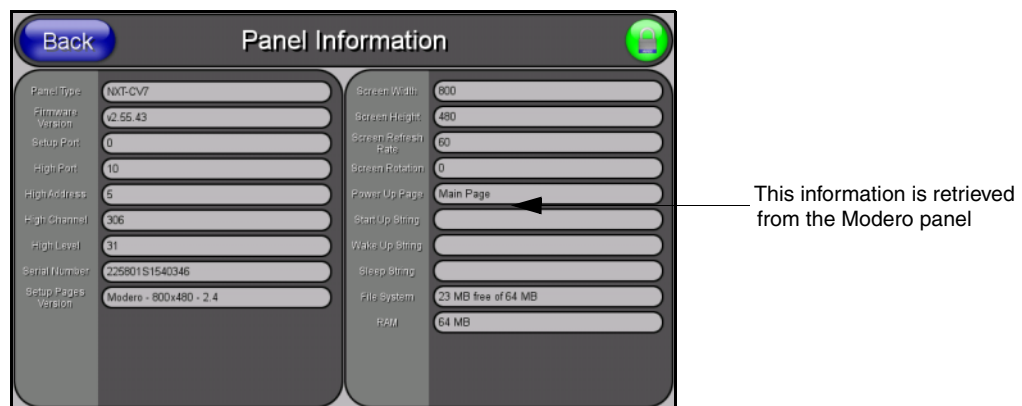 Back
Panel Information
Panel Type
NXT-CV7
Firmware
Version
v2.55.43
Setup Port
0
High Port
10
High Address
5
High Channel
306
High Level
31
Serial Number
225801S1540346
Setup Pages
Version
Modero - 800x480 - 2.4
Screen Width
800
Screen Height
480
Screen Refresh
Rate
60
Screen Rotation
0
Power Up Page
Main Page
Start Up String
Wake Up String
Sleep String
File System
23 MB free of 64 MB
RAM
64 MB
This information is retrieved
from the Modero panel